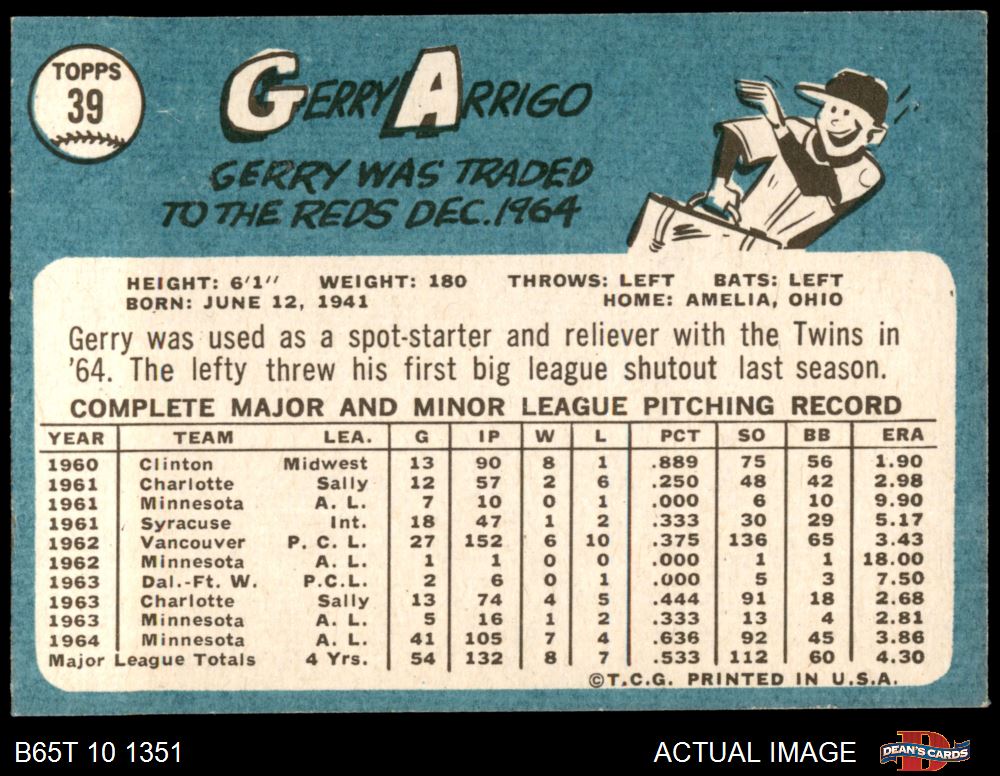 TOPPS
39
GERRY ARRIGO
GERRY WAS TRADED
TO THE REDS DEC. 1964
HEIGHT: 6'1" WEIGHT: 180 THROWS: LEFT BATS: LEFT
BORN: JUNE 12, 1941 HOME: AMELIA, OHIO
Gerry was used as a spot-starter and reliever with the Twins in
'64. The lefty threw his first big league shutout last season.
COMPLETE MAJOR AND MINOR LEAGUE PITCHING RECORD
YEAR TEAM LEA. G IP W L PCT SO BB ERA
1960 Clinton Midwest 13 90 8 1 .889 75 56 1.90
1961 Charlotte Sally 12 57 2 6 .250 48 42 2.98
1961 Minnesota A. L. 7 10 0 1 .000 6 10 9.90
1961 Syracuse Int. 18 47 1 2 .333 30 29 5.17
1962 Vancouver P. C. L. 27 152 6 10 .375 136 65 3.43
1962 Minnesota A. L. 1 1 0 0 .000 1 1 18.00
1963 Dal.-Ft. W. P.C.L. 2 6 0 1 .000 5 3 7.50
1963 Charlotte Sally 13 74 4 5 .444 91 18 2.68
1963 Minnesota A. L. 5 16 1 2 .333 13 4 2.81
1964 Minnesota A. L. 41 105 7 4 .636 92 45 3.86
Major League Totals 4 Yrs. 54 132 8 7 .533 112 60 4.30
©T.C.G. PRINTED IN U.S.A.
B65T 10 1351 ACTUAL IMAGE DEAN'S CARDS